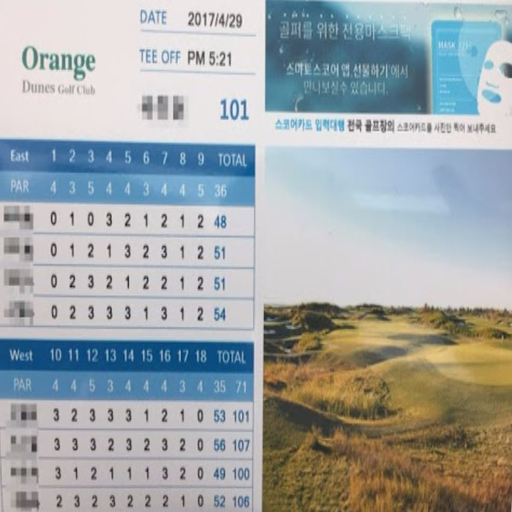 Orange
Dunes Golf Club
DATE 2017/4/29
TEE OFF PM 5:21
101
골퍼를 위한 전용마스크팩
스마트스코어 앱 선물하기에서
만나보실수 있습니다.
MASK
스코어카드 입력대행 전국 골프장의 스코어카드를 사진만 찍어 보내주세요
East 1 2 3 4 5 6 7 8 9 TOTAL
PAR 4 3 5 4 4 3 4 4 5 36
0 1 0 3 2 1 2 1 2 48
0 1 2 1 3 2 3 1 2 51
0 2 3 2 1 2 2 1 2 51
0 2 3 3 3 1 3 1 2 54
West 10 11 12 13 14 15 16 17 18 TOTAL
PAR 4 4 5 3 4 4 4 3 4 35 71
3 2 3 3 3 1 2 1 0 53 101
3 3 3 2 3 2 3 2 0 56 107
3 1 2 1 1 1 3 2 0 49 100
2 3 2 3 2 2 2 1 0 52 106